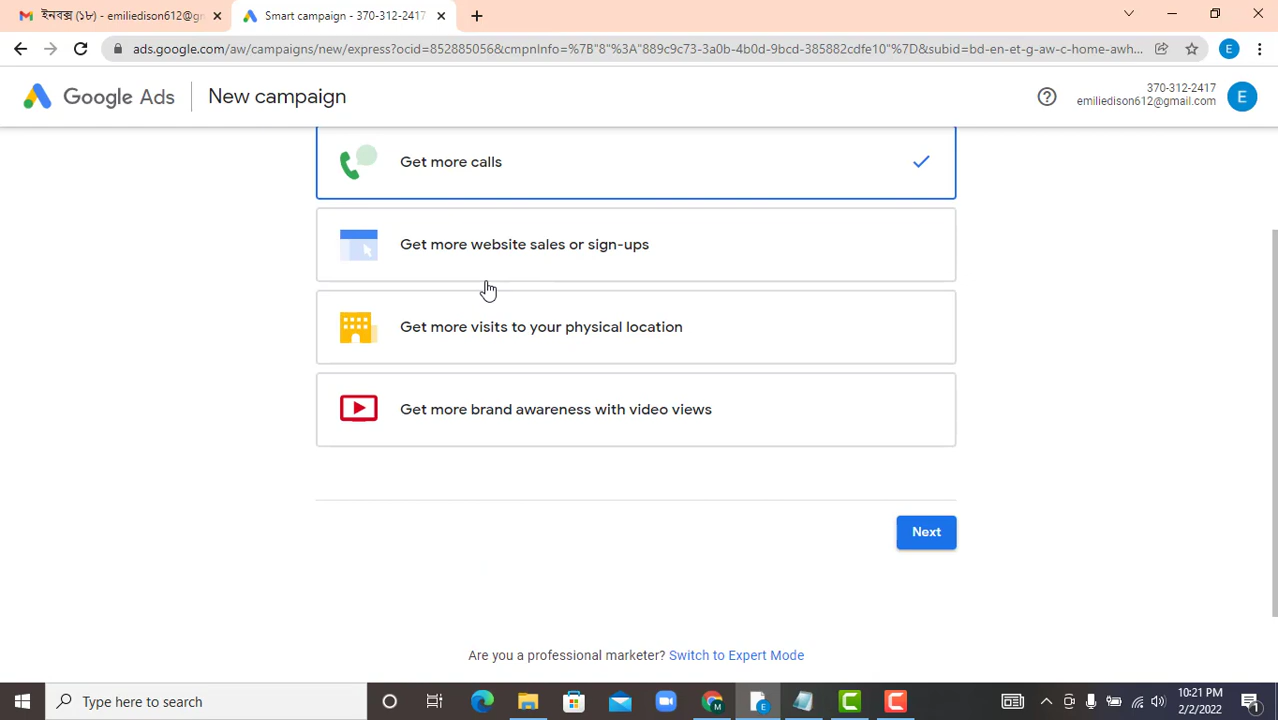 ইনবক্স (১৮) - emiliedison612@g
Smart campaign - 370-312-2417
ads.google.com/aw/campaigns/new/express?ocid=852885056&cmnInfo=%7B"8"%3A"889c9c73-3a0b-4b0d-9bcd-385882cdfe10"%7D&subid=bd-en-et-g-aw-c-home-awh...
E
Google Ads
New campaign
370-312-2417
emiliedison612@gmail.com
E
Get more calls
Get more website sales or sign-ups
Get more visits to your physical location
Get more brand awareness with video views
Next
Are you a professional marketer? Switch to Expert Mode
Type here to search
10:21 PM
2/2/2022